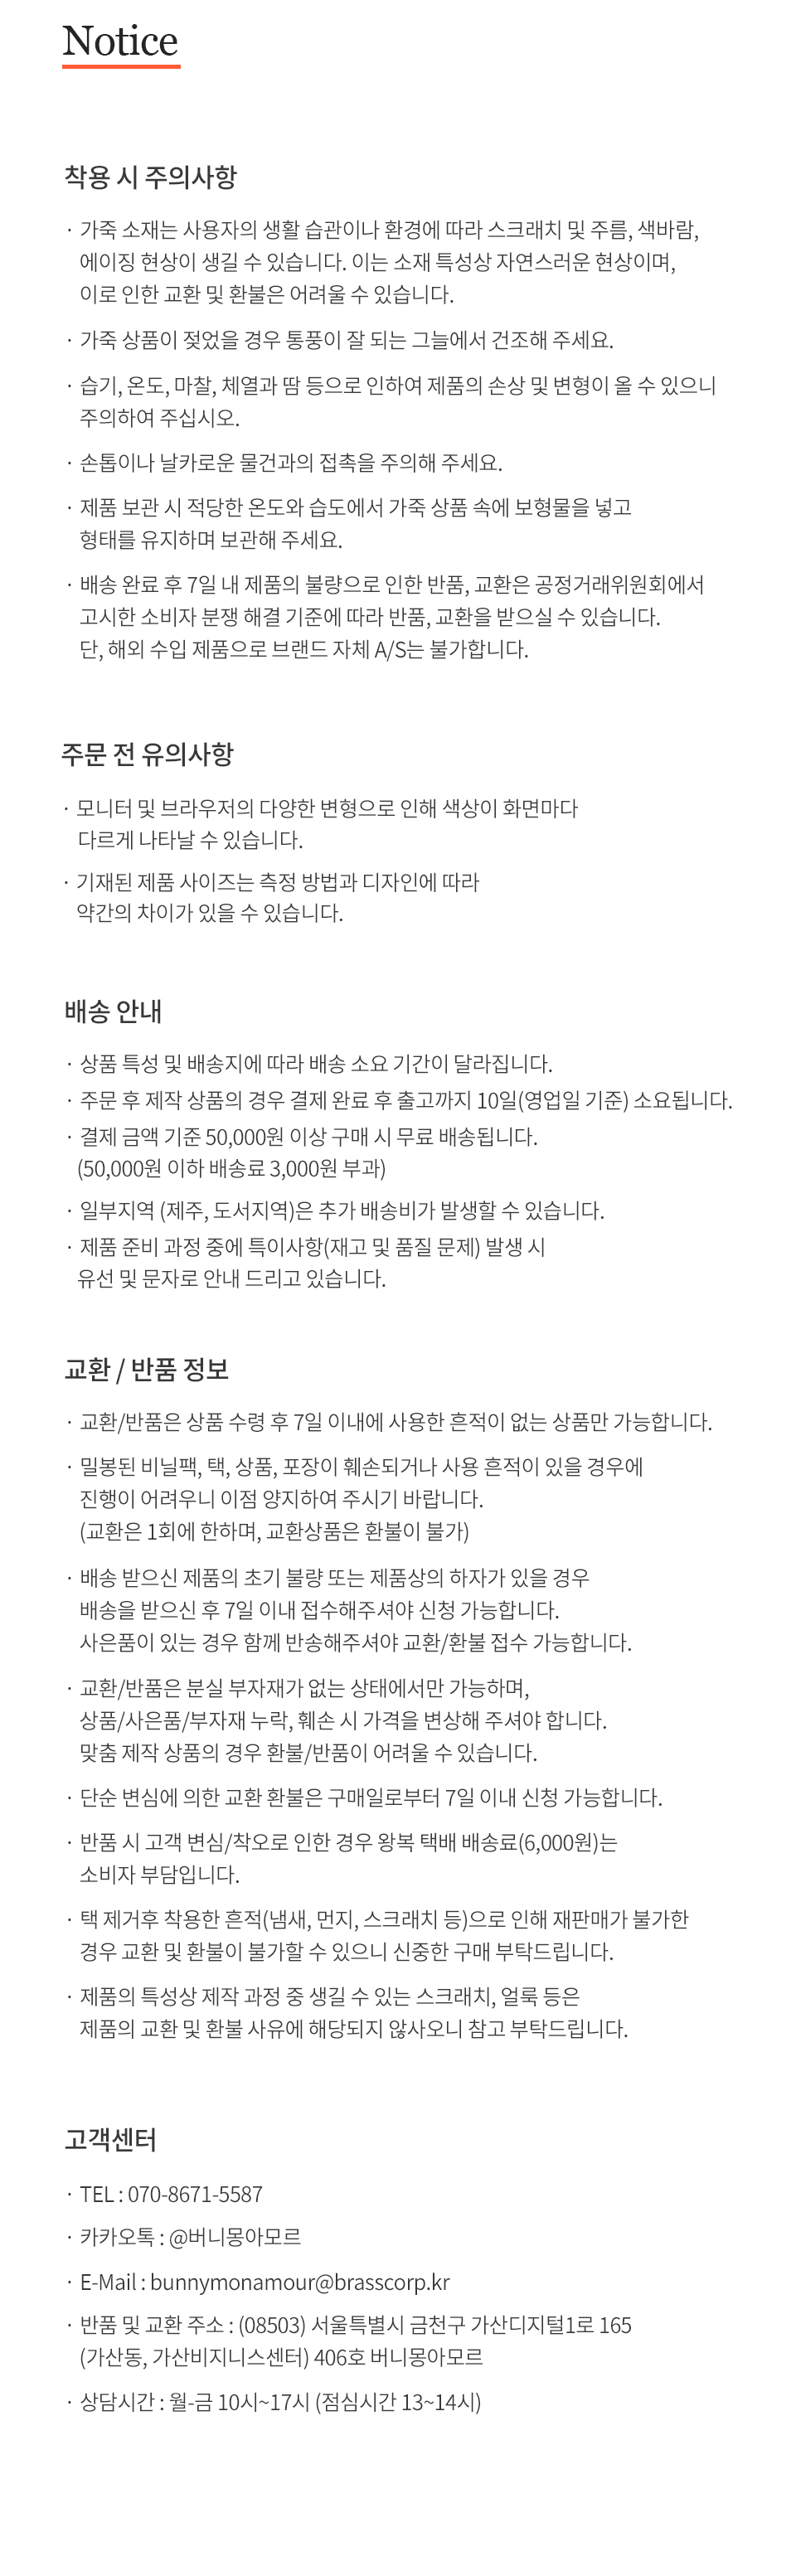 Notice
착용 시 주의사항
· 가죽 소재는 사용자의 생활 습관이나 환경에 따라 스크래치 및 주름, 색바람,
에이징 현상이 생길 수 있습니다. 이는 소재 특성상 자연스러운 현상이며,
이로 인한 교환 및 환불은 어려울 수 있습니다.
· 가죽 상품이 젖었을 경우 통풍이 잘 되는 그늘에서 건조해 주세요.
· 습기, 온도, 마찰, 체열과 땀 등으로 인하여 제품의 손상 및 변형이 올 수 있으니
주의하여 주십시오.
· 손톱이나 날카로운 물건과의 접촉을 주의해 주세요.
· 제품 보관 시 적당한 온도와 습도에서 가죽 상품 속에 보형물을 넣고
형태를 유지하며 보관해 주세요.
· 배송 완료 후 7일 내 제품의 불량으로 인한 반품, 교환은 공정거래위원회에서
고시한 소비자 분쟁 해결 기준에 따라 반품, 교환을 받으실 수 있습니다.
단, 해외 수입 제품으로 브랜드 자체 A/S는 불가합니다.
주문 전 유의사항
· 모니터 및 브라우저의 다양한 변형으로 인해 색상이 화면마다
다르게 나타날 수 있습니다.
· 기재된 제품 사이즈는 측정 방법과 디자인에 따라
약간의 차이가 있을 수 있습니다.
배송 안내
· 상품 특성 및 배송지에 따라 배송 소요 기간이 달라집니다.
· 주문 후 제작 상품의 경우 결제 완료 후 출고까지 10일(영업일 기준) 소요됩니다.
· 결제 금액 기준 50,000원 이상 구매 시 무료 배송됩니다.
(50,000원 이하 배송료 3,000원 부과)
· 일부지역 (제주, 도서지역)은 추가 배송비가 발생할 수 있습니다.
· 제품 준비 과정 중에 특이사항(재고 및 품질 문제) 발생 시
유선 및 문자로 안내 드리고 있습니다.
교환 / 반품 정보
· 교환/반품은 상품 수령 후 7일 이내에 사용한 흔적이 없는 상품만 가능합니다.
· 밀봉된 비닐팩, 택, 상품, 포장이 훼손되거나 사용 흔적이 있을 경우에
진행이 어려우니 이점 양지하여 주시기 바랍니다.
(교환은 1회에 한하며, 교환상품은 환불이 불가)
· 배송 받으신 제품의 초기 불량 또는 제품상의 하자가 있을 경우
배송을 받으신 후 7일 이내 접수해주셔야 신청 가능합니다.
사은품이 있는 경우 함께 반송해주셔야 교환/환불 접수 가능합니다.
· 교환/반품은 분실 부자재가 없는 상태에서만 가능하며,
상품/사은품/부자재 누락, 훼손 시 가격을 변상해 주셔야 합니다.
맞춤 제작 상품의 경우 환불/반품이 어려울 수 있습니다.
· 단순 변심에 의한 교환 환불은 구매일로부터 7일 이내 신청 가능합니다.
· 반품 시 고객 변심/착오로 인한 경우 왕복 택배 배송료(6,000원)는
소비자 부담입니다.
· 택 제거후 착용한 흔적(냄새, 먼지, 스크래치 등)으로 인해 재판매가 불가한
경우 교환 및 환불이 불가할 수 있으니 신중한 구매 부탁드립니다.
· 제품의 특성상 제작 과정 중 생길 수 있는 스크래치, 얼룩 등은
제품의 교환 및 환불 사유에 해당되지 않사오니 참고 부탁드립니다.
고객센터
· TEL : 070-8671-5587
· 카카오톡 : @버니몽아모르
· E-Mail : bunnymonamour@brasscorp.kr
· 반품 및 교환 주소 : (08503) 서울특별시 금천구 가산디지털1로 165
(가산동, 가산비지니스센터) 406호 버니몽아모르
· 상담시간 : 월-금 10시~17시 (점심시간 13~14시)